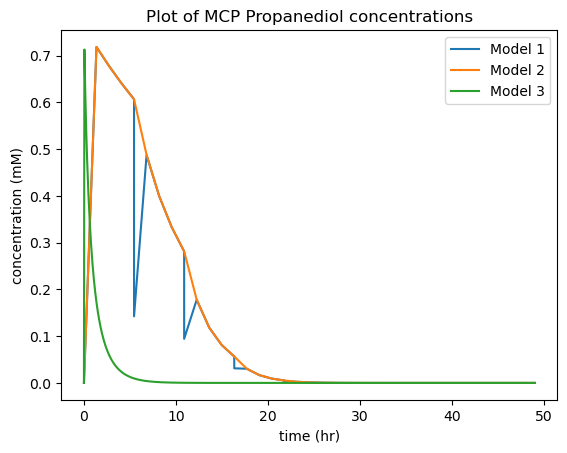 Plot of MCP Propanediol concentrations
Model 1
Model 2
Model 3
concentration (mM)
0.7
0.6
0.5
0.4
0.3
0.2
0.1
0.0
0 10 20 30 40 50
time (hr)